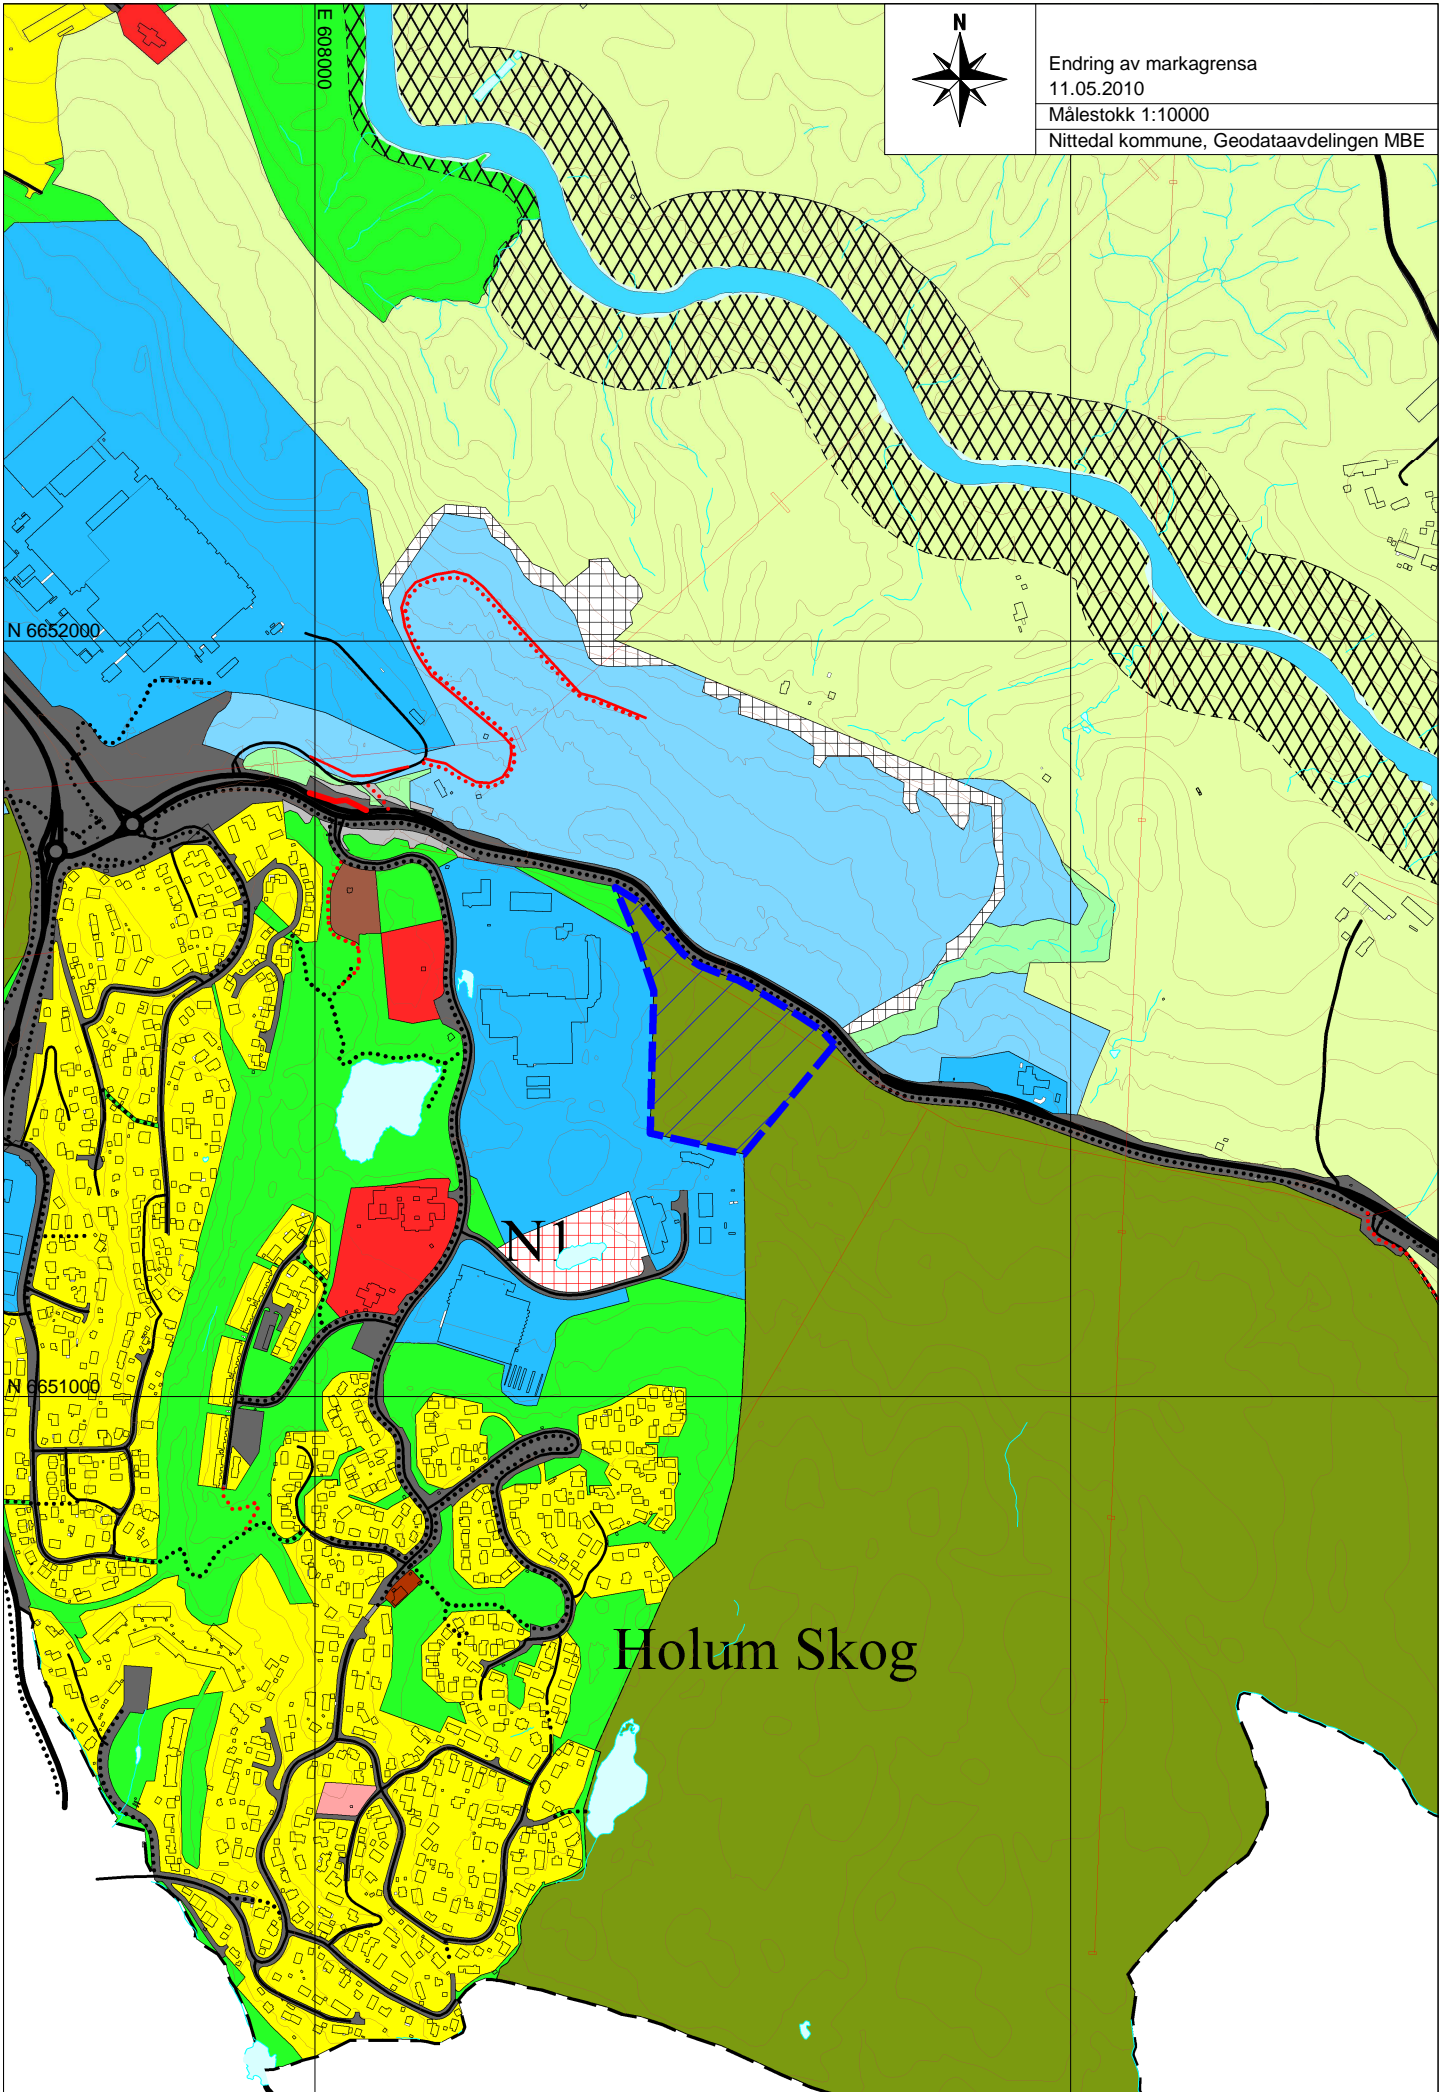 E 608000
N
Endring av markagrensa
11.05.2010
Målestokk 1:10000
Nittedal kommune, Geodataavdelingen MBE
N 6652000
N1
N 6651000
Holum Skog